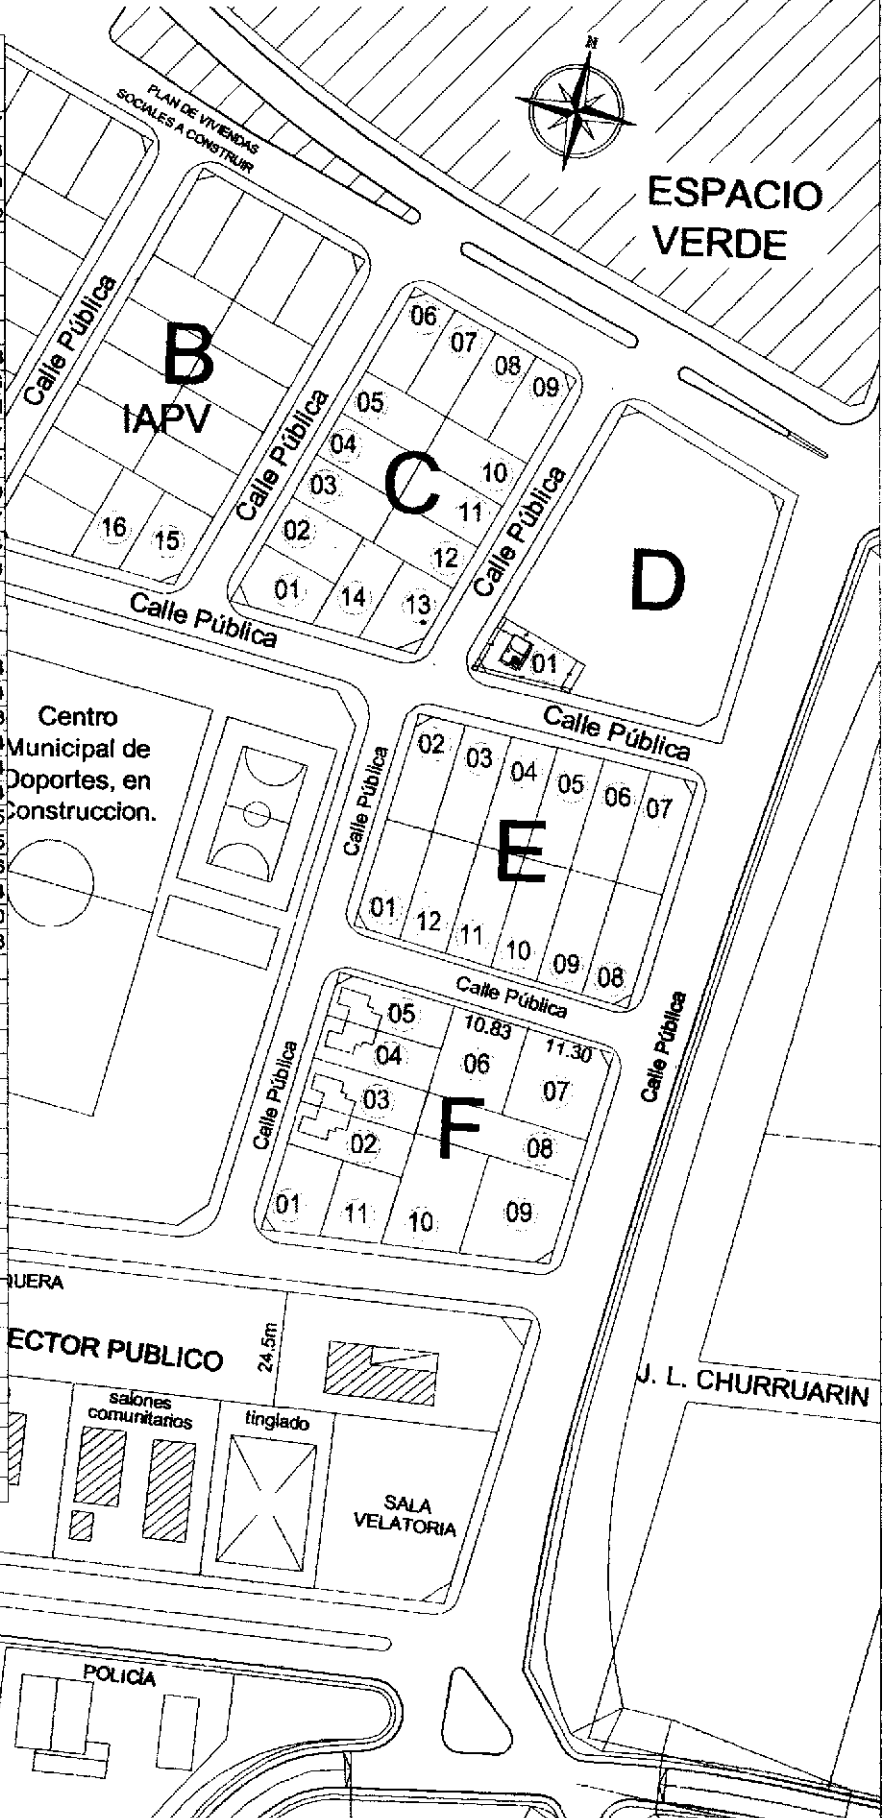 PLAN DE VIVIENDAS
SOCIALES A CONSTRUIR
N
ESPACIO
VERDE
Calle Pública
B
IAPV
16
15
Calle Pública
06
07
08
09
05
04
03
02
01
C
10
11
12
13
14
Calle Pública
D
01
Calle Pública
Calle Pública
Centro
Municipal de
Doportes, en
Construccion.
Calle Pública
02
03
04
05
06
07
E
01
12
11
10
09
08
Calle Pública
Calle Pública
Calle Pública
05
10.83
11.30
04
06
07
03
F
02
08
01
11
10
09
QUERA
ECTOR PUBLICO
24.5m
J. L. CHURRUARIN
salones
comunitarios
tinglado
SALA
VELATORIA
POLICÍA